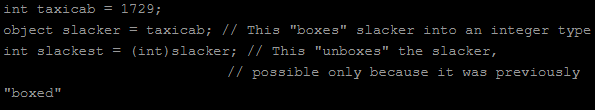 int taxicab = 1729;
object slacker = taxicab; // This "boxes" slacker into an integer type
int slackest = (int)slacker; // This "unboxes" the slacker,
// possible only because it was previously
"boxed"